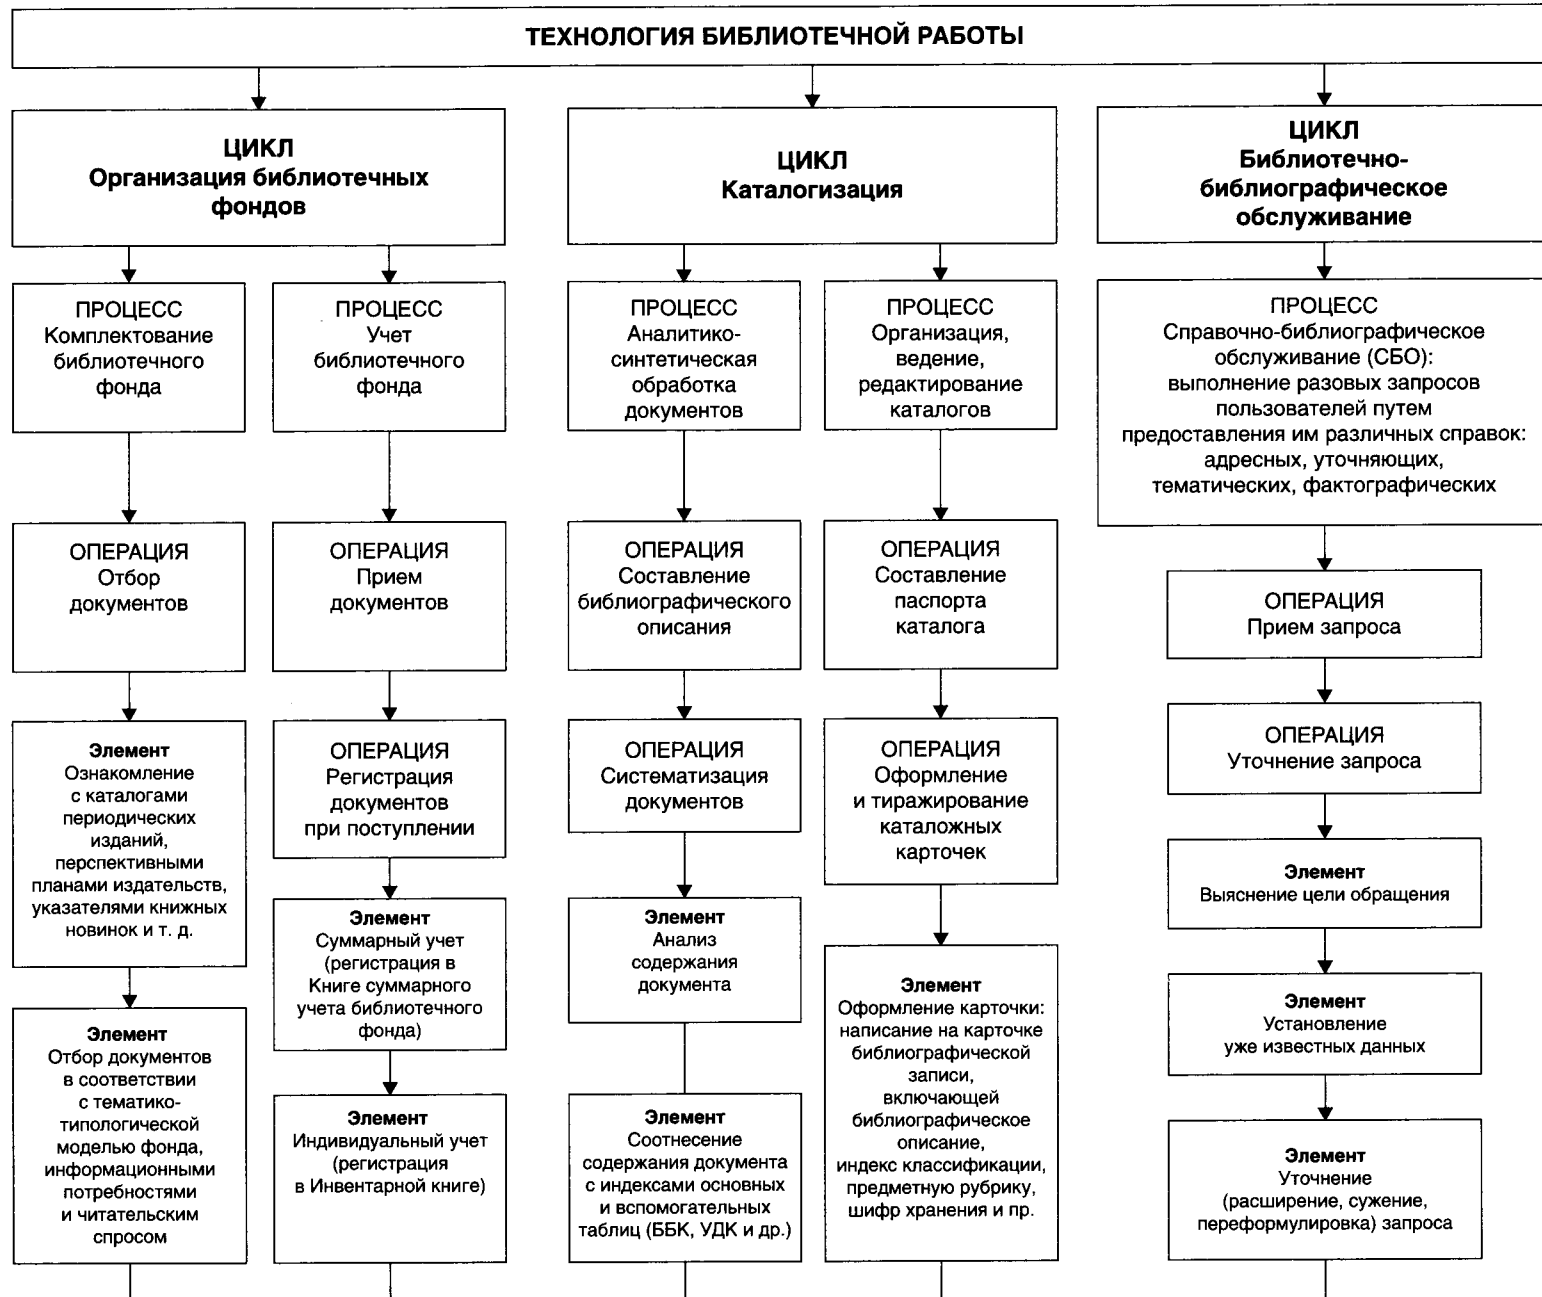 ТЕХНОЛОГИЯ БИБЛИОТЕЧНОЙ РАБОТЫ
ЦИКЛ
Организация библиотечных
фондов
ЦИКЛ
Каталогизация
ЦИКЛ
Библиотечно-
библиографическое
обслуживание
ПРОЦЕСС
Комплектование
библиотечного
фонда
ПРОЦЕСС
Учет
библиотечного
фонда
ПРОЦЕСС
Аналитико-
синтетическая
обработка
документов
ПРОЦЕСС
Организация,
ведение,
редактирование
каталогов
ПРОЦЕСС
Справочно-библиографическое
обслуживание (СБО):
выполнение разовых запросов
пользователей путем
предоставления им различных справок:
адресных, уточняющих,
тематических, фактографических
ОПЕРАЦИЯ
Отбор
документов
ОПЕРАЦИЯ
Прием
документов
ОПЕРАЦИЯ
Составление
библиографического
описания
ОПЕРАЦИЯ
Составление
паспорта
каталога
ОПЕРАЦИЯ
Прием запроса
Элемент
Ознакомление
с каталогами
периодических
изданий,
перспективными
планами издательств,
указателями книжных
новинок и т. д.
ОПЕРАЦИЯ
Регистрация
документов
при поступлении
ОПЕРАЦИЯ
Систематизация
документов
ОПЕРАЦИЯ
Оформление
и тиражирование
каталожных
карточек
ОПЕРАЦИЯ
Уточнение запроса
Элемент
Выяснение цели обращения
Элемент
Суммарный учет
(регистрация в
Книге суммарного
учета библиотечного
фонда)
Элемент
Анализ
содержания
документа
Элемент
Оформление карточки:
написание на карточке
библиографической
записи,
включающей
библиографическое
описание,
индекс классификации,
предметную рубрику,
шифр хранения и пр.
Элемент
Установление
уже известных данных
Элемент
Отбор документов
в соответствии
с тематико-
типологической
моделью фонда,
информационными
потребностями
и читательским
спросом
Элемент
Индивидуальный учет
(регистрация
в Инвентарной книге)
Элемент
Соотнесение
содержания документа
с индексами основных
и вспомогательных
таблиц (ББК, УДК и др.)
Элемент
Уточнение
(расширение, сужение,
переформулировка) запроса